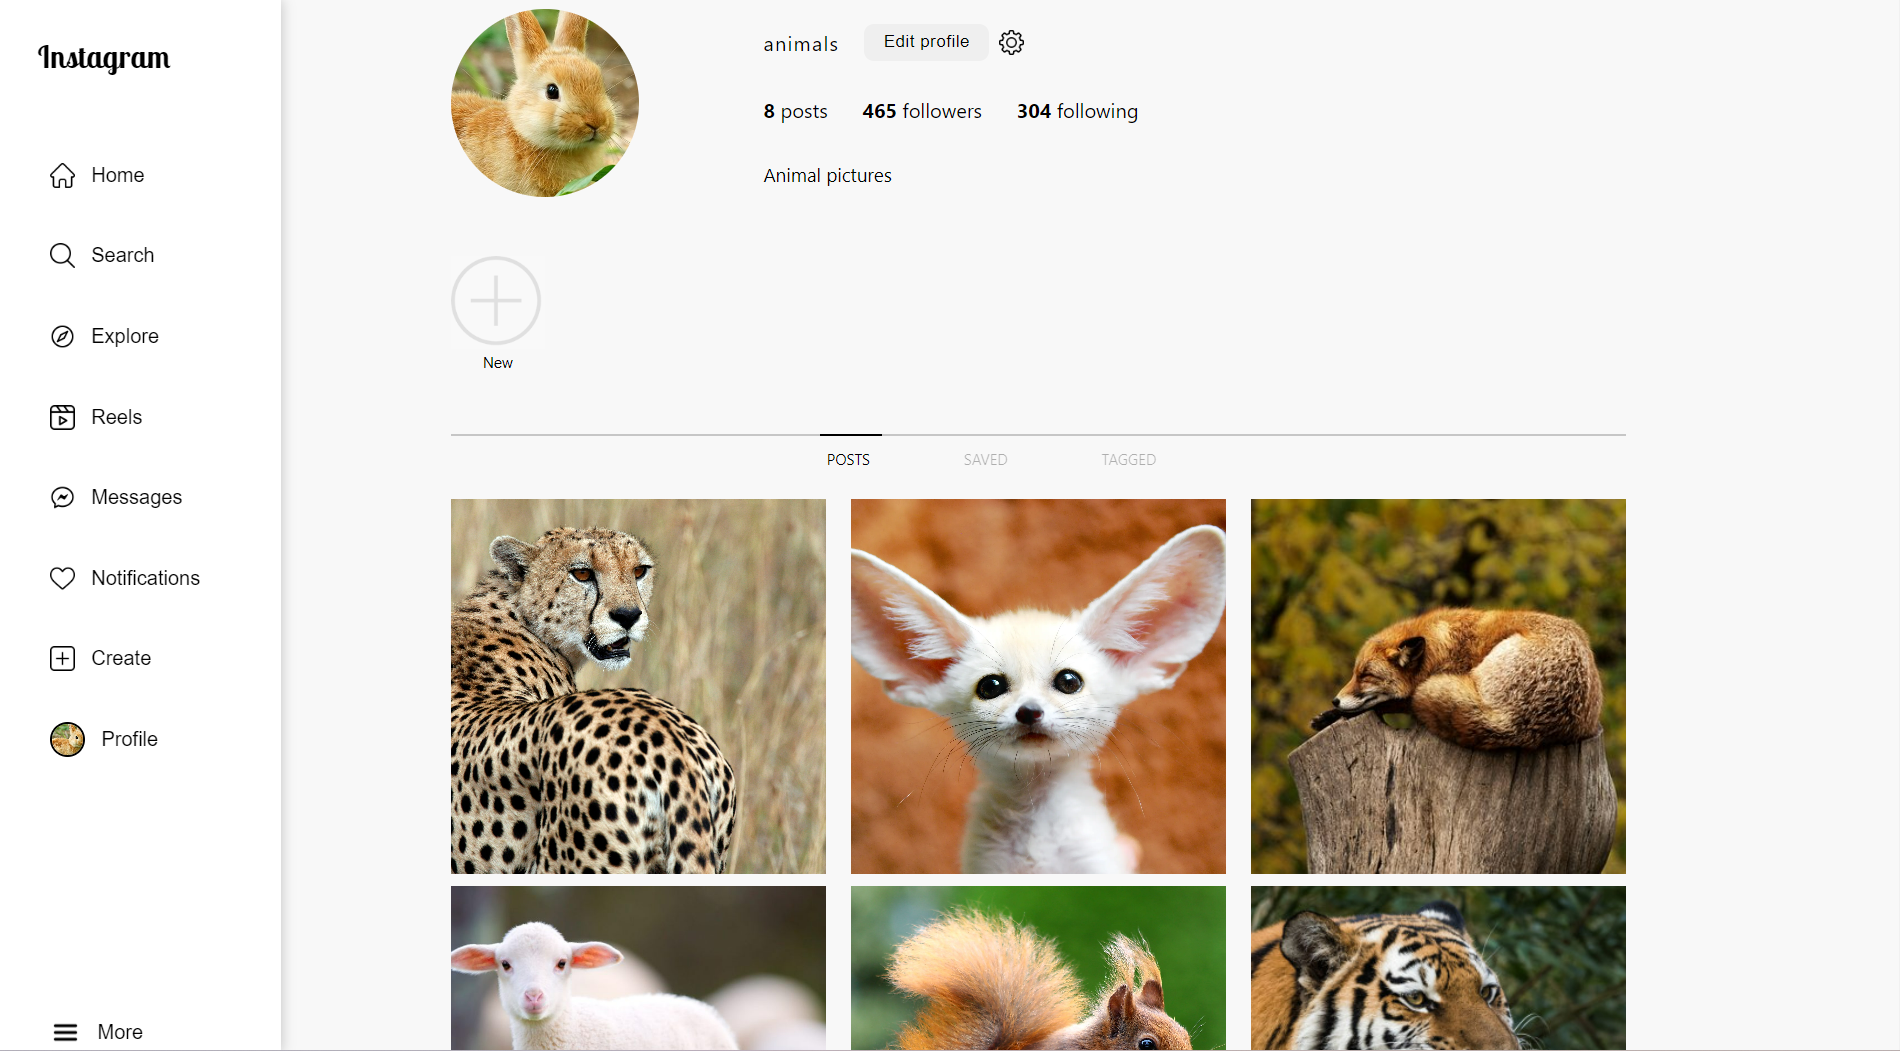 Instagram
Home
Search
Explore
Reels
Messages
Notifications
Create
Profile
More
animals
Edit profile
8 posts 465 followers 304 following
Animal pictures
New
POSTS SAVED TAGGED